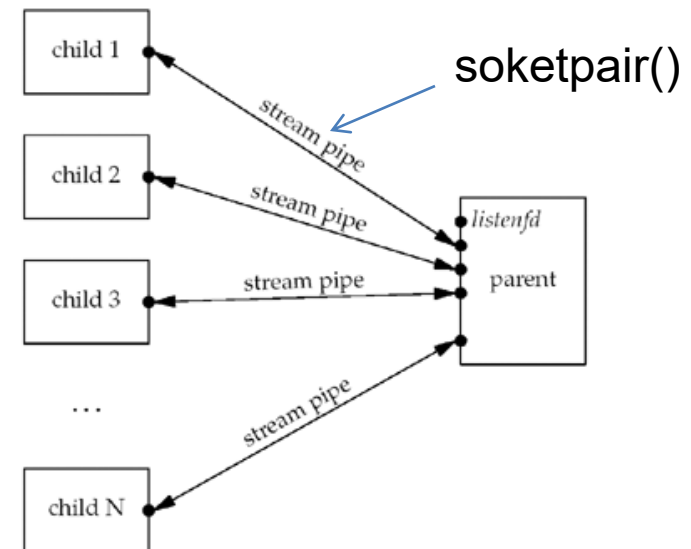 child 1
soketpair()
stream pipe
child 2
stream pipe
listenfd
child 3
stream pipe
parent
...
stream pipe
child N